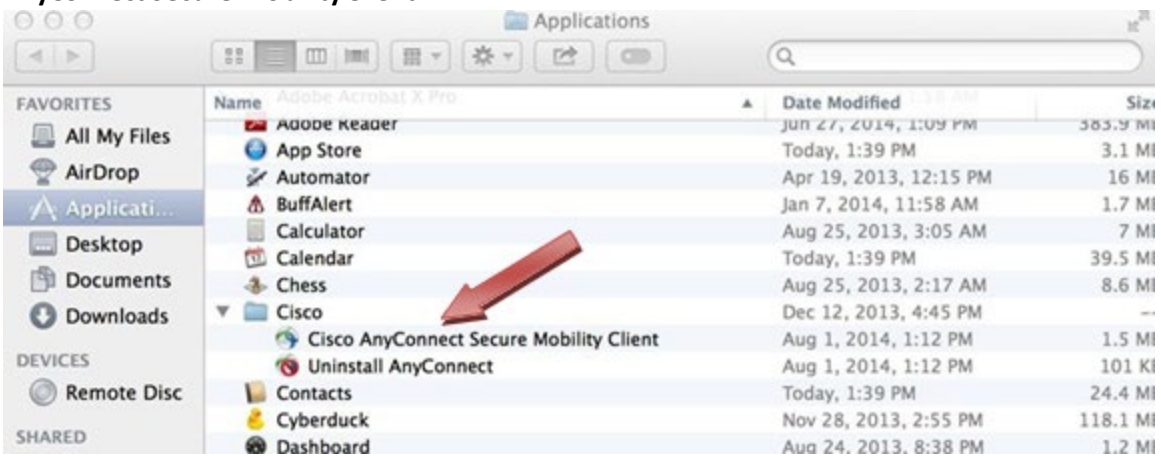 Applications
FAVORITES
All My Files
AirDrop
Applicati...
Desktop
Documents
Downloads
DEVICES
Remote Disc
SHARED
Name Date Modified Size
Adobe Acrobat X Pro
Adobe Reader Jun 27, 2014, 1:09 PM 383.9 MB
App Store Today, 1:39 PM 3.1 MB
Automator Apr 19, 2013, 12:15 PM 16 MB
BuffAlert Jan 7, 2014, 11:58 AM 1.7 MB
Calculator Aug 25, 2013, 3:05 AM 7 MB
Calendar Today, 1:39 PM 39.5 MB
Chess Aug 25, 2013, 2:17 AM 8.6 MB
Cisco Dec 12, 2013, 4:45 PM --
Cisco AnyConnect Secure Mobility Client Aug 1, 2014, 1:12 PM 1.5 MB
Uninstall AnyConnect Aug 1, 2014, 1:12 PM 101 KB
Contacts Today, 1:39 PM 24.4 MB
Cyberduck Nov 28, 2013, 2:55 PM 118.1 MB
Dashboard Aug 24, 2013, 8:38 PM 1.2 MB